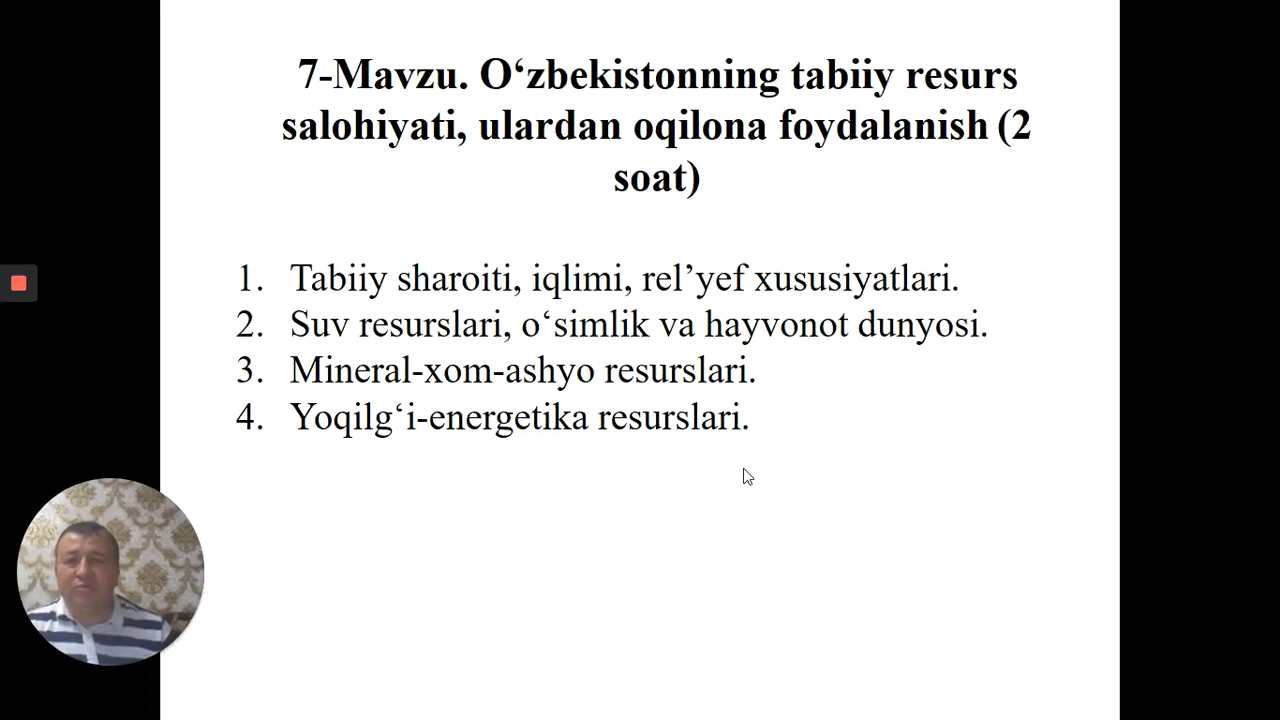 7-Mavzu. O‘zbekistonning tabiiy resurs
salohiyati, ulardan oqilona foydalanish (2
soat)
1. Tabiiy sharoiti, iqlimi, rel’yef xususiyatlari.
2. Suv resurslari, o‘simlik va hayvonot dunyosi.
3. Mineral-xom-ashyo resurslari.
4. Yoqilg‘i-energetika resurslari.